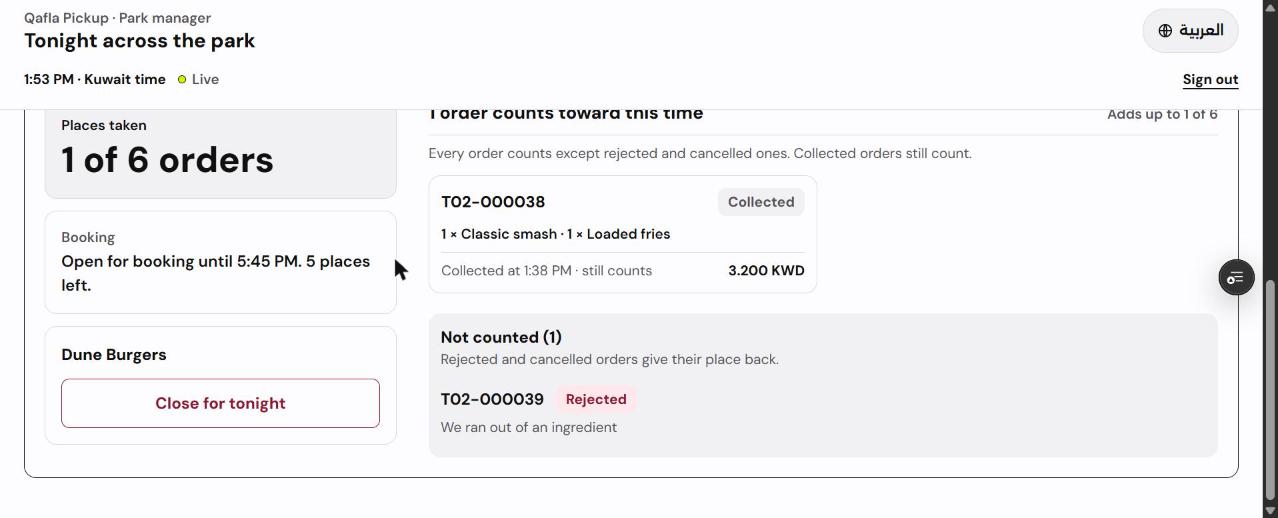 Qafla Pickup · Park manager
Tonight across the park
العربية
1:53 PM · Kuwait time
Live
Sign out
Places taken
1 of 6 orders
Booking
Open for booking until 5:45 PM. 5 places
left.
Dune Burgers
Close for tonight
1 order counts toward this time
Adds up to 1 of 6
Every order counts except rejected and cancelled ones. Collected orders still count.
T02-000038
Collected
1 × Classic smash · 1 × Loaded fries
Collected at 1:38 PM · still counts
3.200 KWD
Not counted (1)
Rejected and cancelled orders give their place back.
T02-000039
Rejected
We ran out of an ingredient